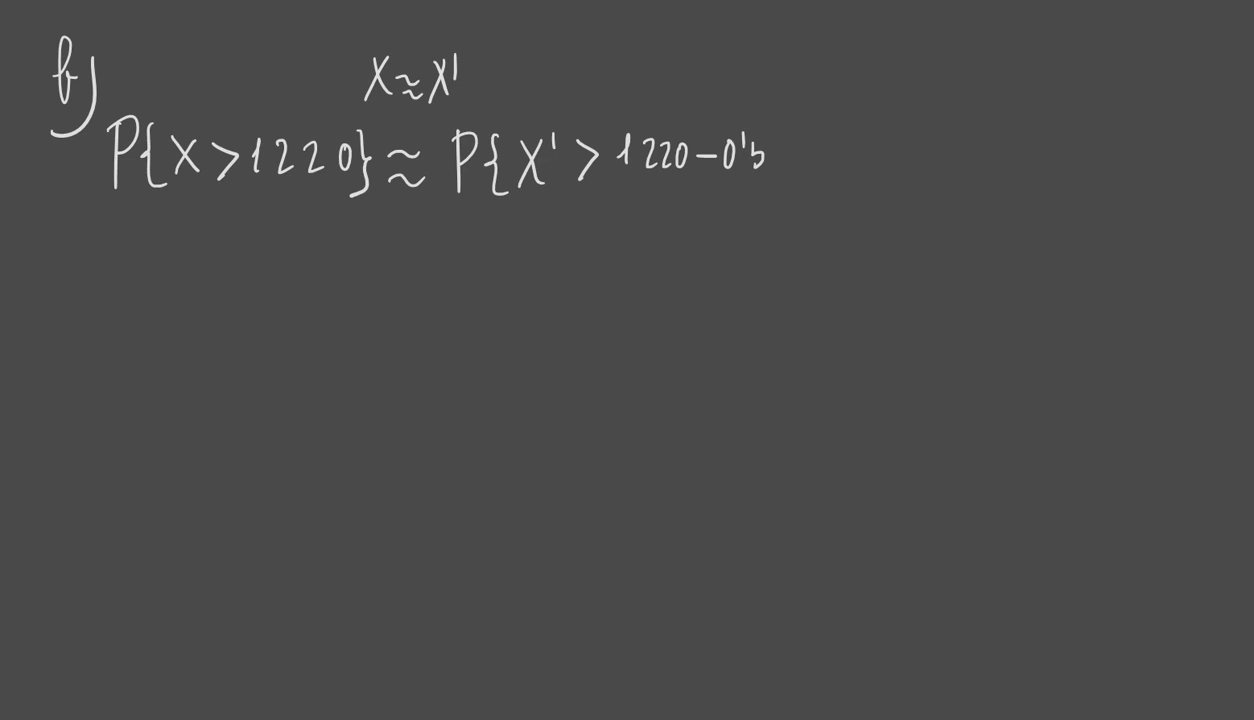 b)
X ≈ X'
P{X > 1220} ≈ P{X' > 1220 - 0'5